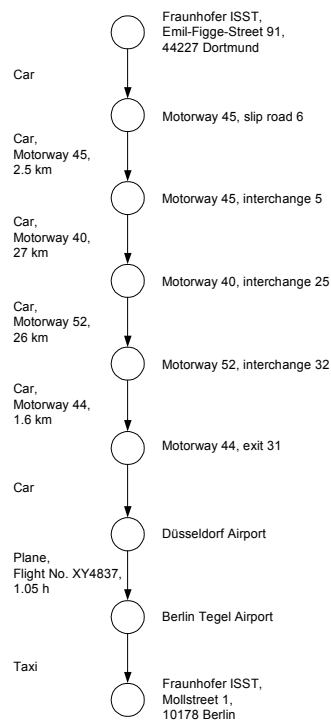 Fraunhofer ISST,
Emil-Figge-Street 91,
44227 Dortmund
Car
Motorway 45, slip road 6
Car,
Motorway 45,
2.5 km
Motorway 45, interchange 5
Car,
Motorway 40,
27 km
Motorway 40, interchange 25
Car,
Motorway 52,
26 km
Motorway 52, interchange 32
Car,
Motorway 44,
1.6 km
Motorway 44, exit 31
Car
Düsseldorf Airport
Plane,
Flight No. XY4837,
1.05 h
Berlin Tegel Airport
Taxi
Fraunhofer ISST,
Mollstreet 1,
10178 Berlin